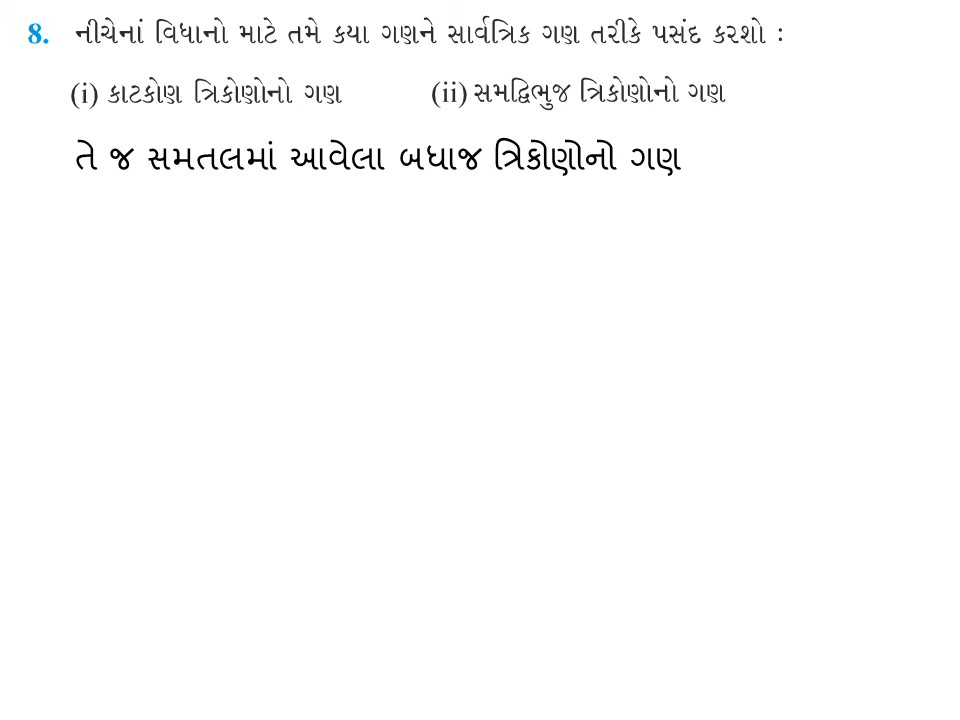 8. નીચેનાં વિધાનો માટે તમે કયા ગણને સાર્વત્રિક ગણ તરીકે પસંદ કરશો :
(i) કાટકોણ ત્રિકોણોનો ગણ (ii) સમદ્વિભુજ ત્રિકોણોનો ગણ
તે જ સમતલમાં આવેલા બધાજ ત્રિકોણોનો ગણ